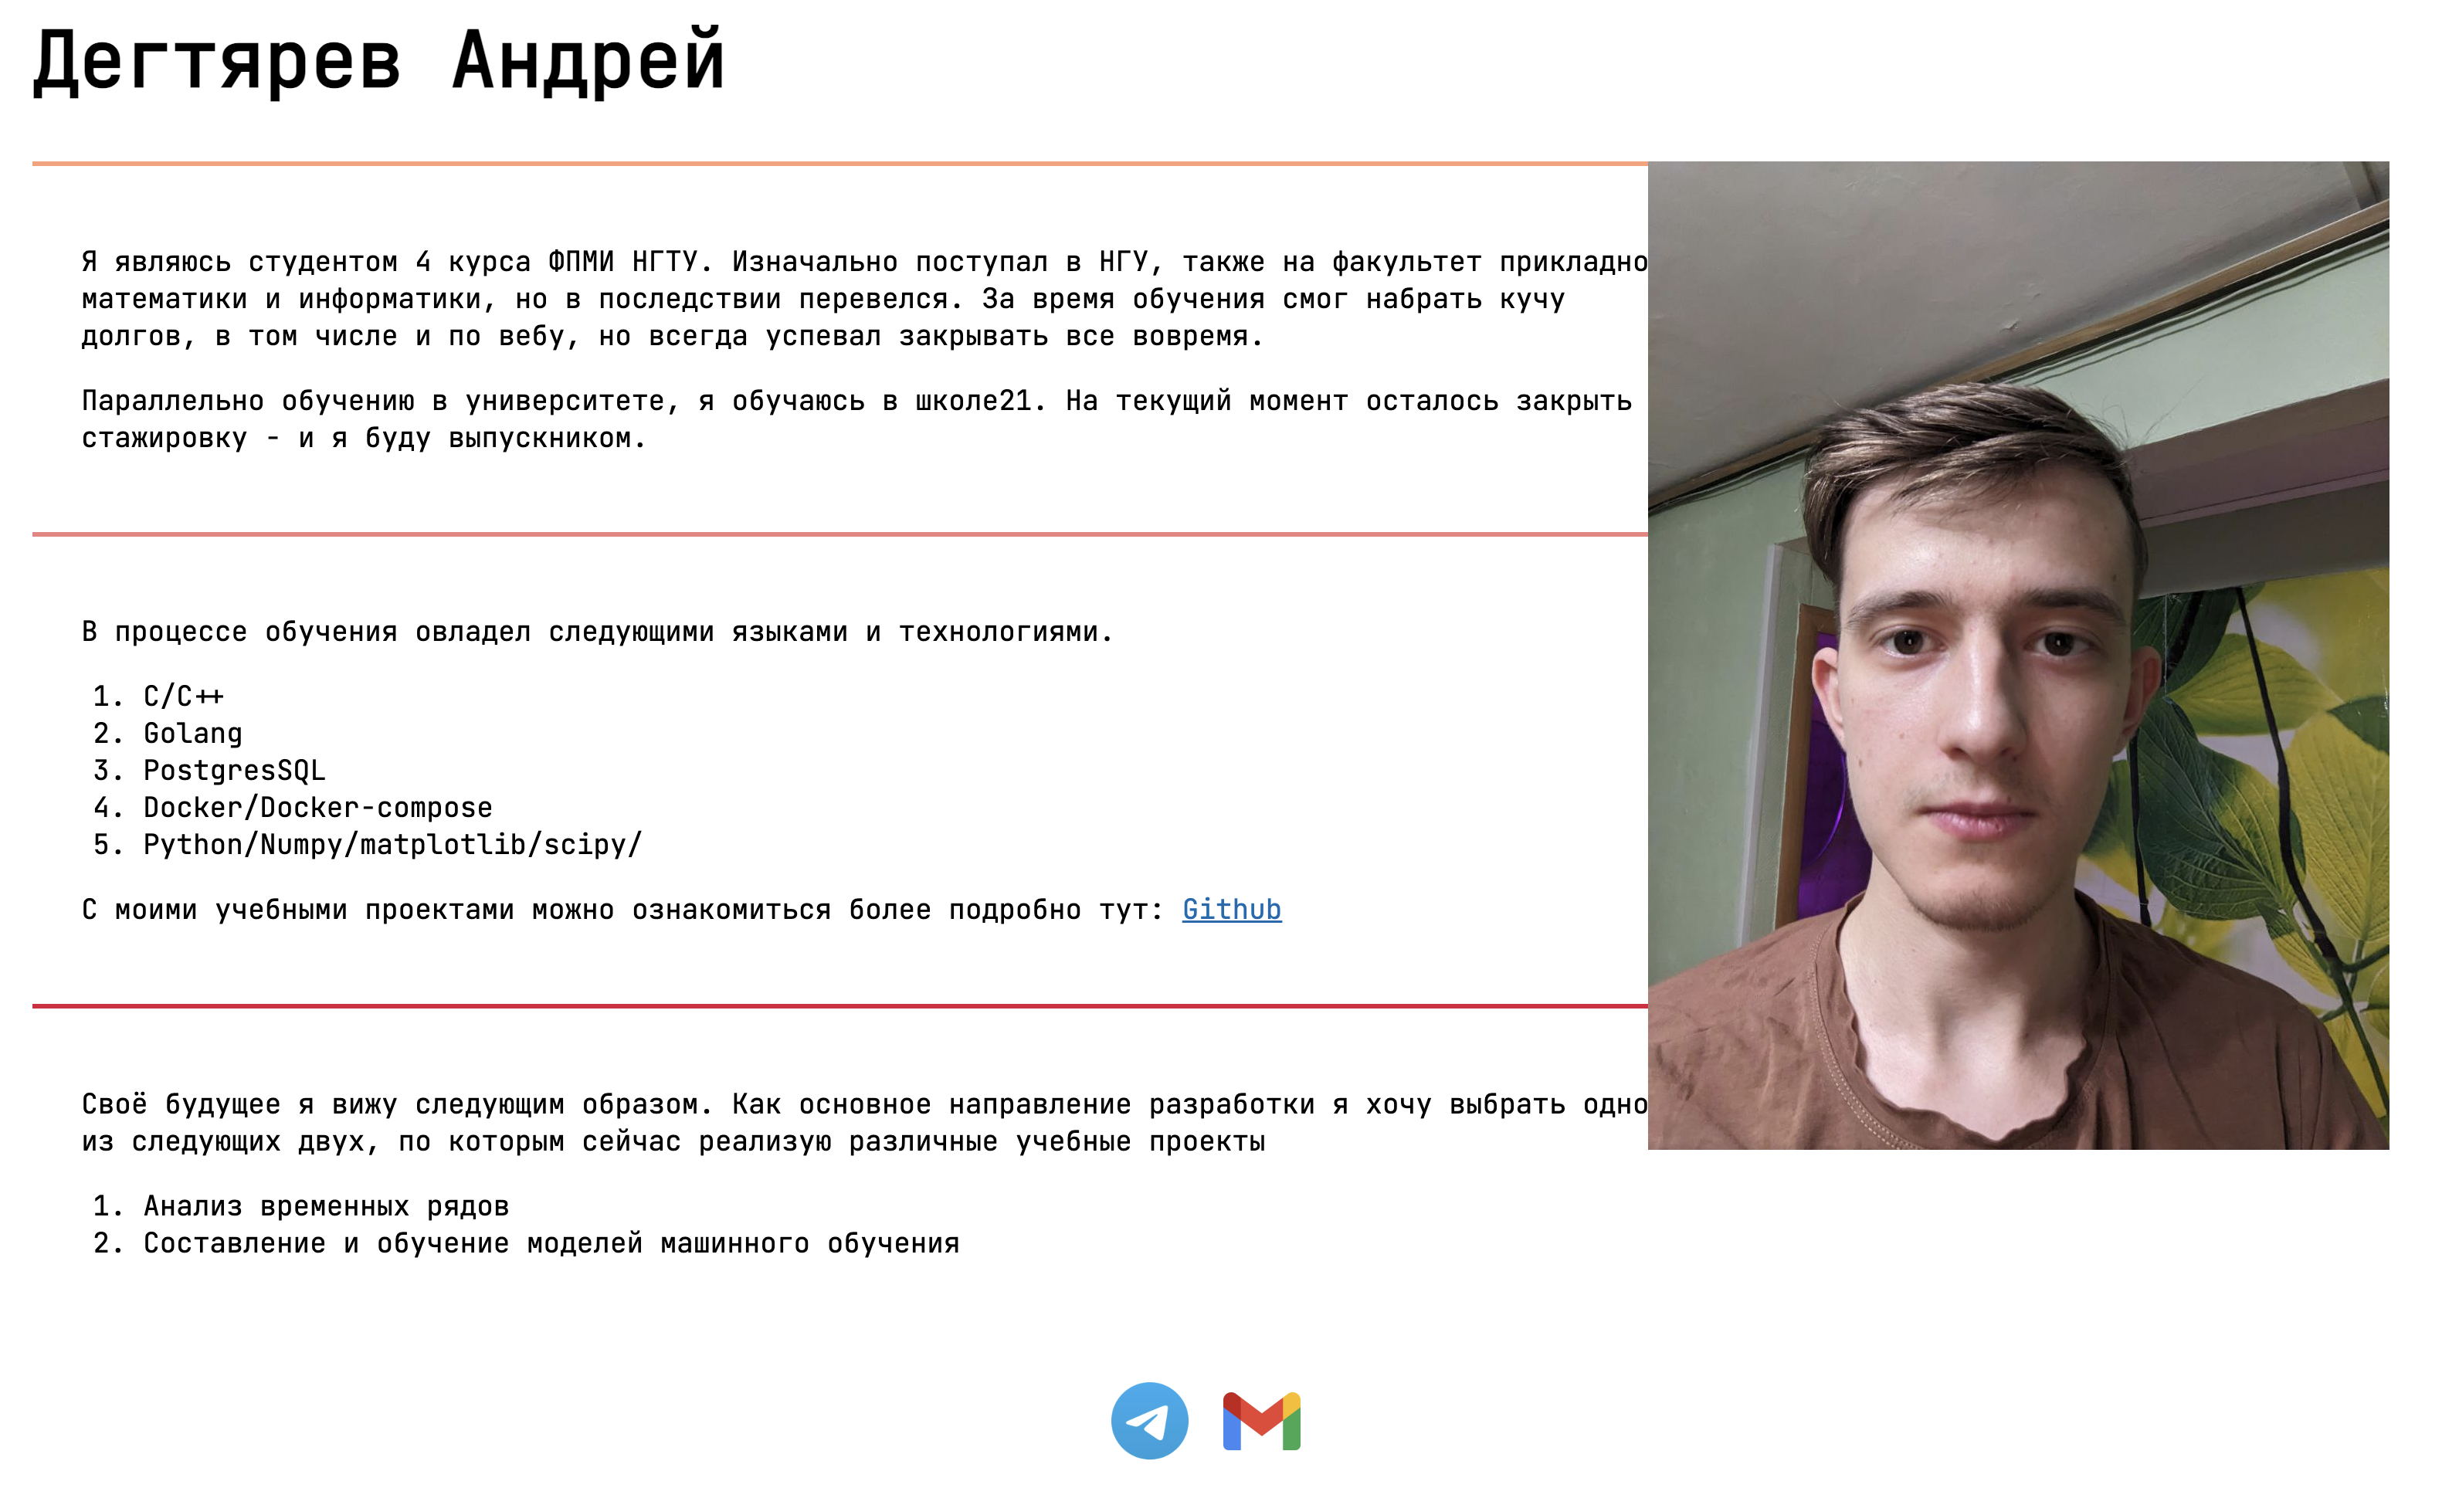 Дегтярев Андрей
Я являюсь студентом 4 курса ФПМИ НГТУ. Изначально поступал в НГУ, также на факультет прикладно
математики и информатики, но в последствии перевелся. За время обучения смог набрать кучу
долгов, в том числе и по вебу, но всегда успевал закрывать все вовремя.
Параллельно обучению в университете, я обучаюсь в школе21. На текущий момент осталось закрыть
стажировку - и я буду выпускником.
В процессе обучения овладел следующими языками и технологиями.
1. C/C++
2. Golang
3. PostgresSQL
4. Docker/Docker-compose
5. Python/Numpy/matplotlib/scipy/
С моими учебными проектами можно ознакомиться более подробно тут: Github
Своё будущее я вижу следующим образом. Как основное направление разработки я хочу выбрать одно
из следующих двух, по которым сейчас реализую различные учебные проекты
1. Анализ временных рядов
2. Составление и обучение моделей машинного обучения